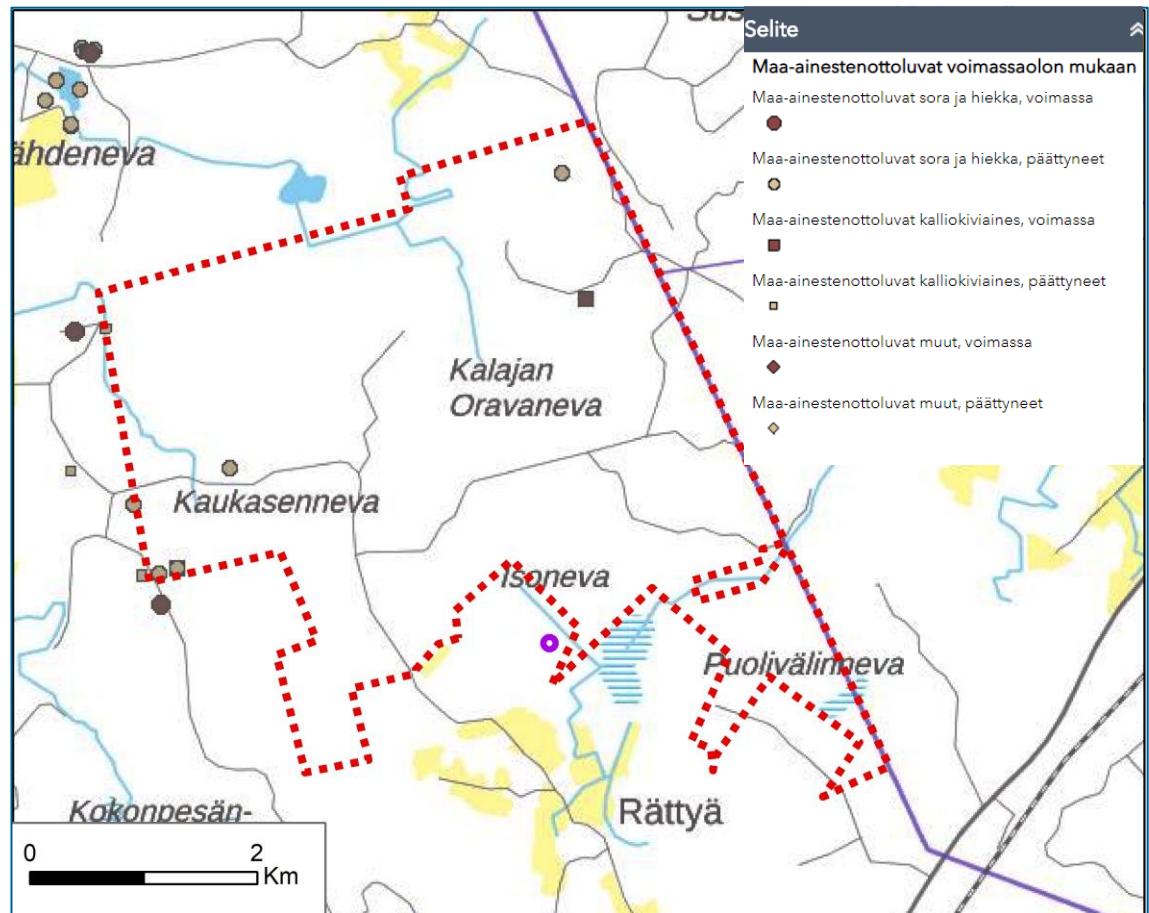 Sus
Selite
Maa-ainestenottoluvat voimassaolon mukaan
Maa-ainestenottoluvat sora ja hiekka, voimassa
Maa-ainestenottoluvat sora ja hiekka, päättyneet
Maa-ainestenottoluvat kalliokiviaines, voimassa
Maa-ainestenottoluvat kalliokiviaines, päättyneet
Maa-ainestenottoluvat muut, voimassa
Maa-ainestenottoluvat muut, päättyneet
ähdeneva
Kalajan
Oravaneva
Kaukasenneva
Isoneva
Puolivälinneva
Rättyä
Kokonpesän-
0 2
Km